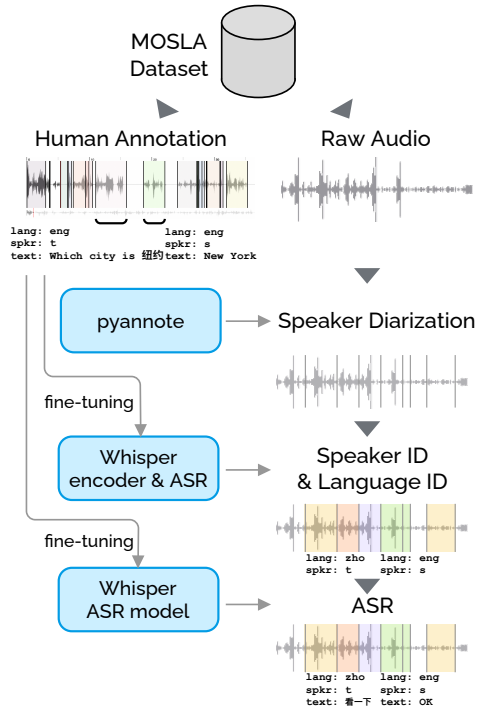 MOSLA
Dataset
Human Annotation
Raw Audio
lang: eng
spkr: t
text: Which city is 纽约
lang: eng
spkr: s
text: New York
pyannote
Speaker Diarization
fine-tuning
Whisper
encoder & ASR
Speaker ID
& Language ID
lang: zho
spkr: t
lang: eng
spkr: s
fine-tuning
Whisper
ASR model
ASR
lang: zho
spkr: t
text: 看一下
lang: eng
spkr: s
text: OK